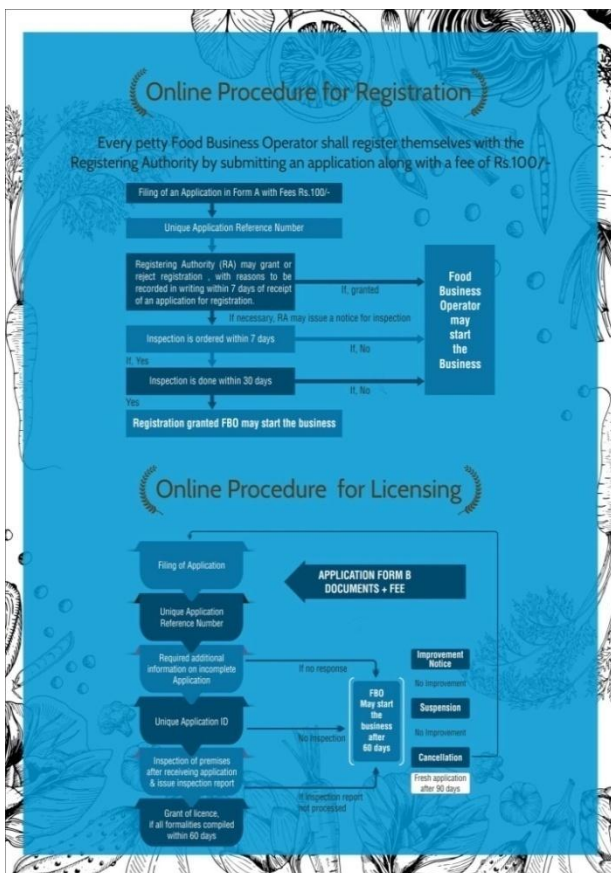 Online Procedure for Registration
Every petty Food Business Operator shall register themselves with the
Registering Authority by submitting an application along with a fee of Rs.100/-
Filing of an Application in Form A with Fees Rs.100/-
Unique Application Reference Number
Registering Authority (RA) may grant or
reject registration , with reasons to be
recorded in writing within 7 days of receipt
of an application for registration.
If, granted
Food
Business
Operator
may
start
the
Business
If necessary, RA may issue a notice for inspection
Inspection is ordered within 7 days
If, No
If, Yes
Inspection is done within 30 days
If, No
Yes
Registration granted FBO may start the business
Online Procedure for Licensing
Filing of Application
APPLICATION FORM B
DOCUMENTS + FEE
Unique Application
Reference Number
Required additional
information on incomplete
Application
If no response
Unique Application ID
No Inspection
Inspection of premises
after receiveing application
& issue inspection report
If inspection report
not processed
Grant of licence,
if all formalities compiled
within 60 days
FBO
May start
the
business
after
60 days
Improvement
Notice
No Improvement
Suspension
No Improvement
Cancellation
Fresh application
after 90 days